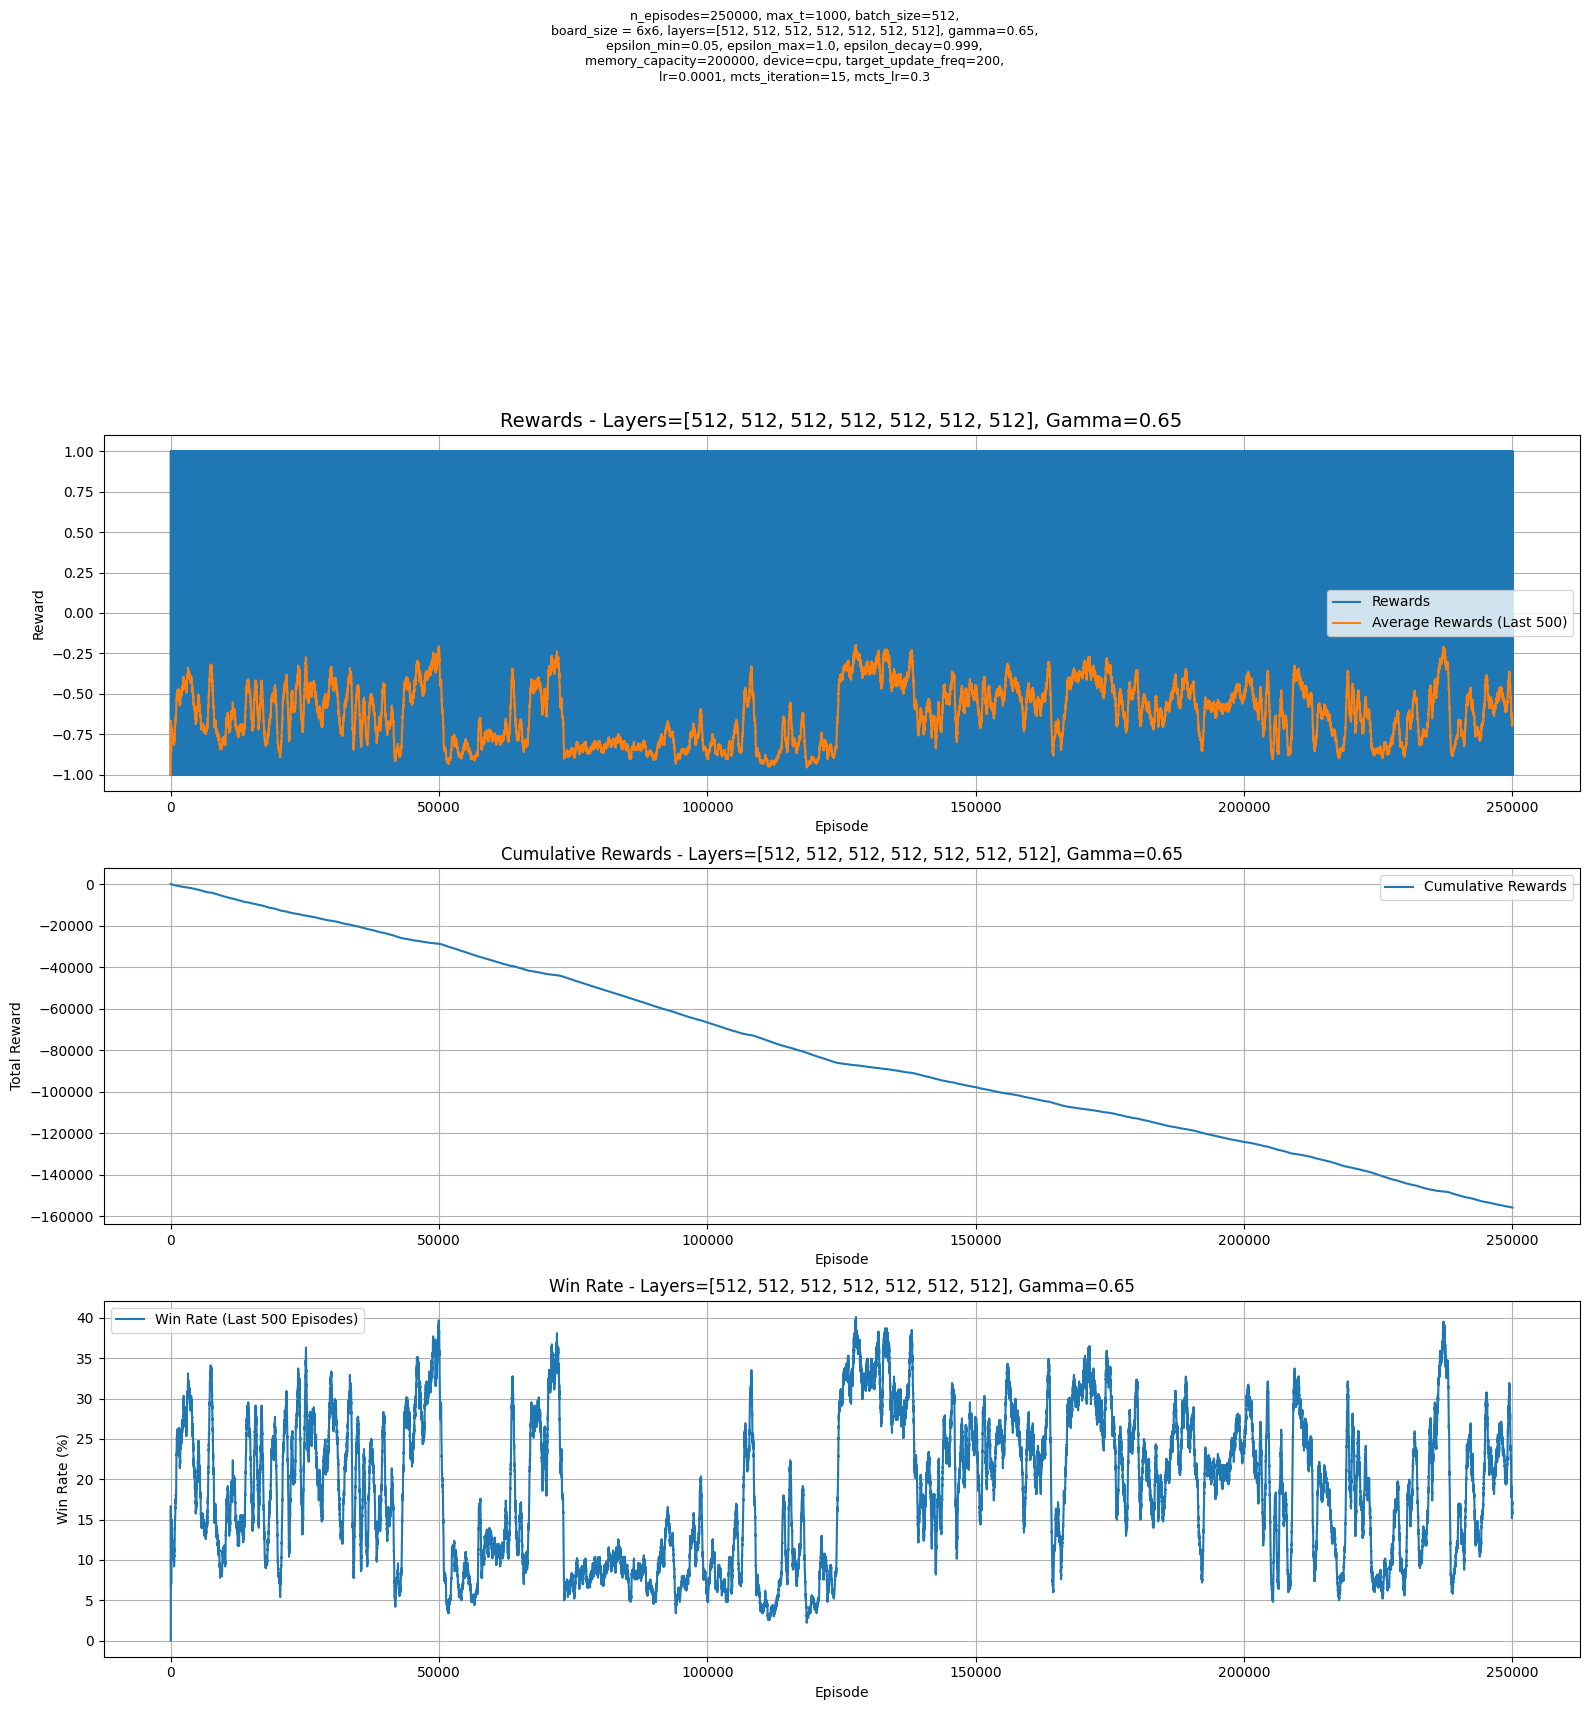 n_episodes=250000, max_t=1000, batch_size=512,
board_size = 6x6, layers=[512, 512, 512, 512, 512, 512, 512], gamma=0.65,
epsilon_min=0.05, epsilon_max=1.0, epsilon_decay=0.999,
memory_capacity=200000, device=cpu, target_update_freq=200,
lr=0.0001, mcts_iteration=15, mcts_lr=0.3
Rewards - Layers=[512, 512, 512, 512, 512, 512, 512], Gamma=0.65
1.00
0.75
0.50
0.25
0.00
−0.25
−0.50
−0.75
−1.00
Reward
Rewards
Average Rewards (Last 500)
0 50000 100000 150000 200000 250000
Episode
Cumulative Rewards - Layers=[512, 512, 512, 512, 512, 512, 512], Gamma=0.65
0
−20000
−40000
−60000
−80000
−100000
−120000
−140000
−160000
Total Reward
Cumulative Rewards
0 50000 100000 150000 200000 250000
Episode
Win Rate - Layers=[512, 512, 512, 512, 512, 512, 512], Gamma=0.65
40
35
30
25
20
15
10
5
0
Win Rate (%)
Win Rate (Last 500 Episodes)
0 50000 100000 150000 200000 250000
Episode